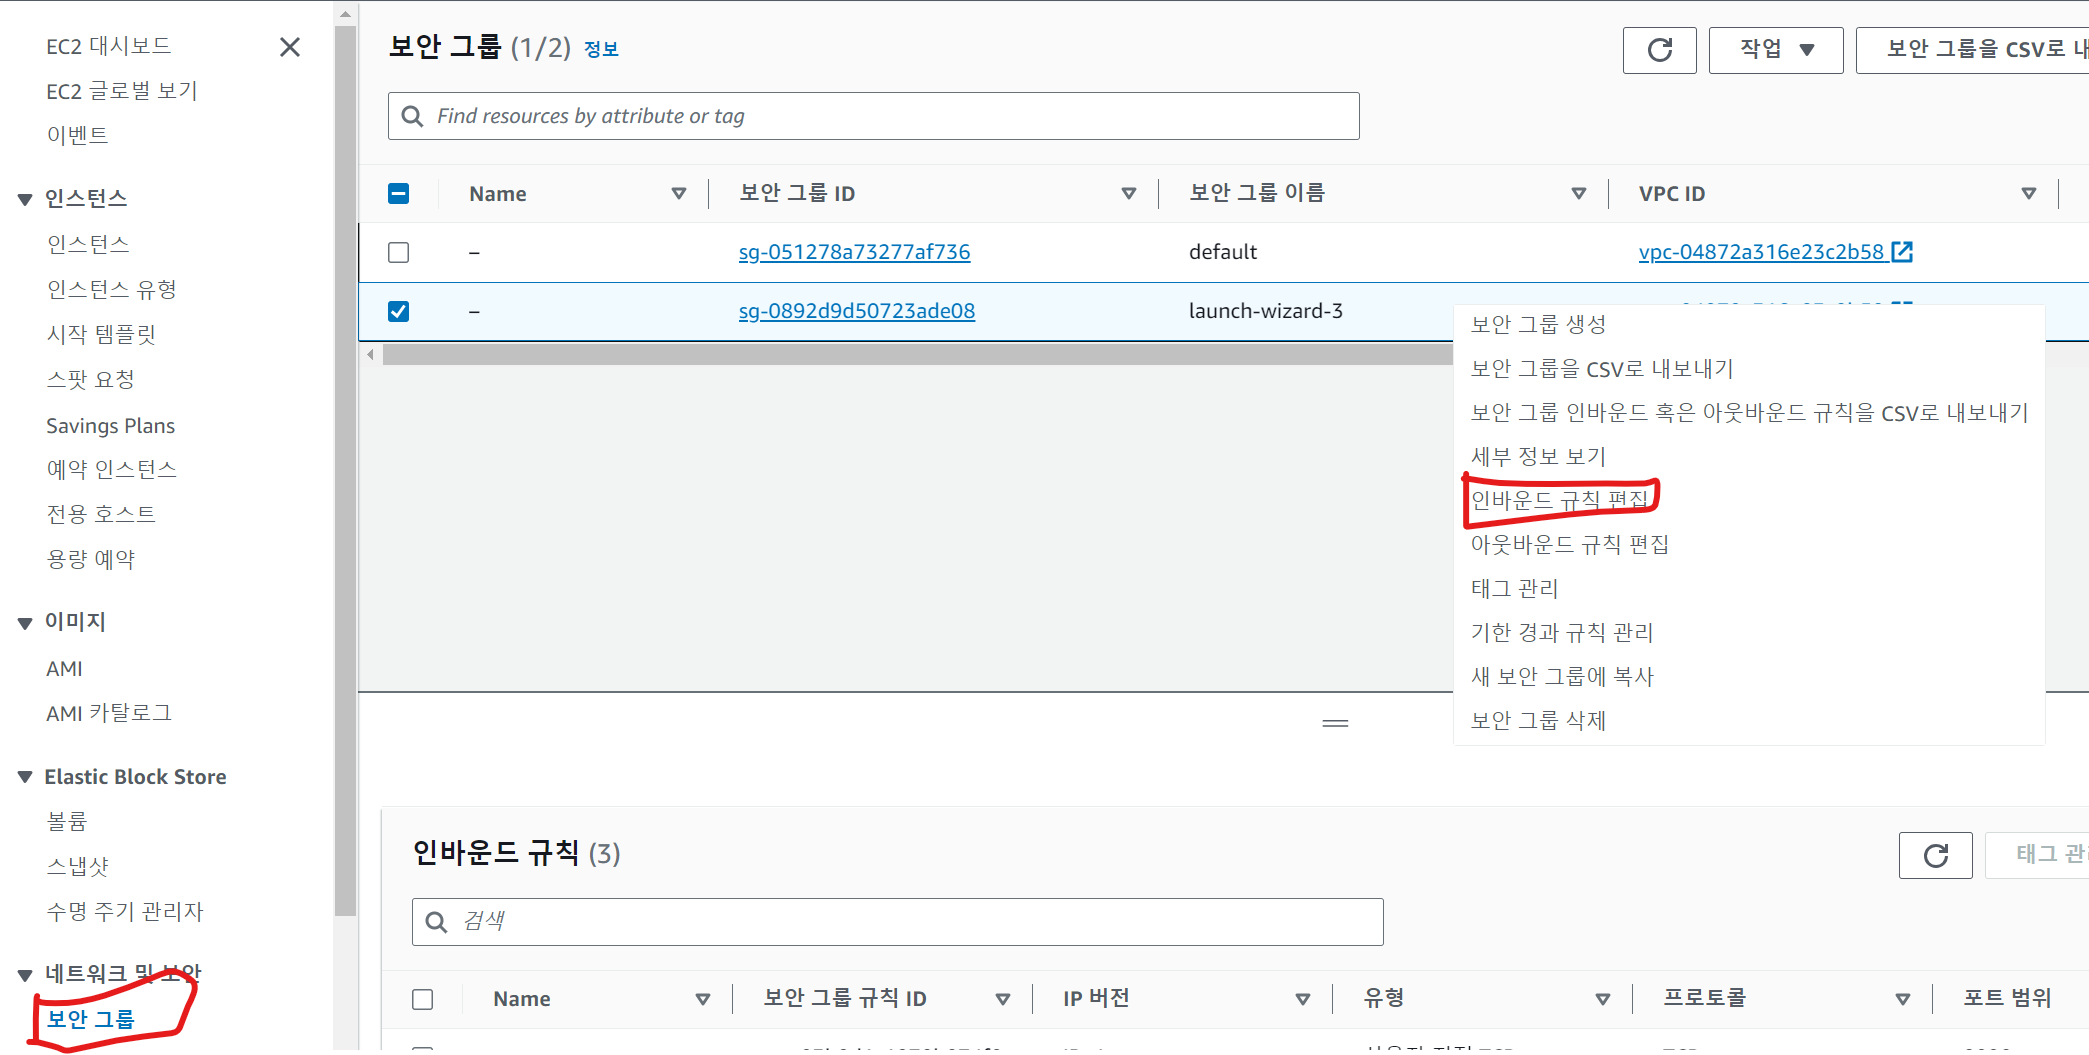 EC2 대시보드
EC2 글로벌 보기
이벤트
인스턴스
인스턴스
인스턴스 유형
시작 템플릿
스팟 요청
Savings Plans
예약 인스턴스
전용 호스트
용량 예약
이미지
AMI
AMI 카탈로그
Elastic Block Store
볼륨
스냅샷
수명 주기 관리자
네트워크 및 보안
보안 그룹
보안 그룹 (1/2) 정보
작업
보안 그룹을 CSV로 내
Find resources by attribute or tag
Name 보안 그룹 ID 보안 그룹 이름 VPC ID
– sg-051278a73277af736 default vpc-04872a316e23c2b58
– sg-0892d9d50723ade08 launch-wizard-3
보안 그룹 생성
보안 그룹을 CSV로 내보내기
보안 그룹 인바운드 혹은 아웃바운드 규칙을 CSV로 내보내기
세부 정보 보기
인바운드 규칙 편집
아웃바운드 규칙 편집
태그 관리
기한 경과 규칙 관리
새 보안 그룹에 복사
보안 그룹 삭제
인바운드 규칙 (3)
태그 관
검색
Name 보안 그룹 규칙 ID IP 버전 유형 프로토콜 포트 범위